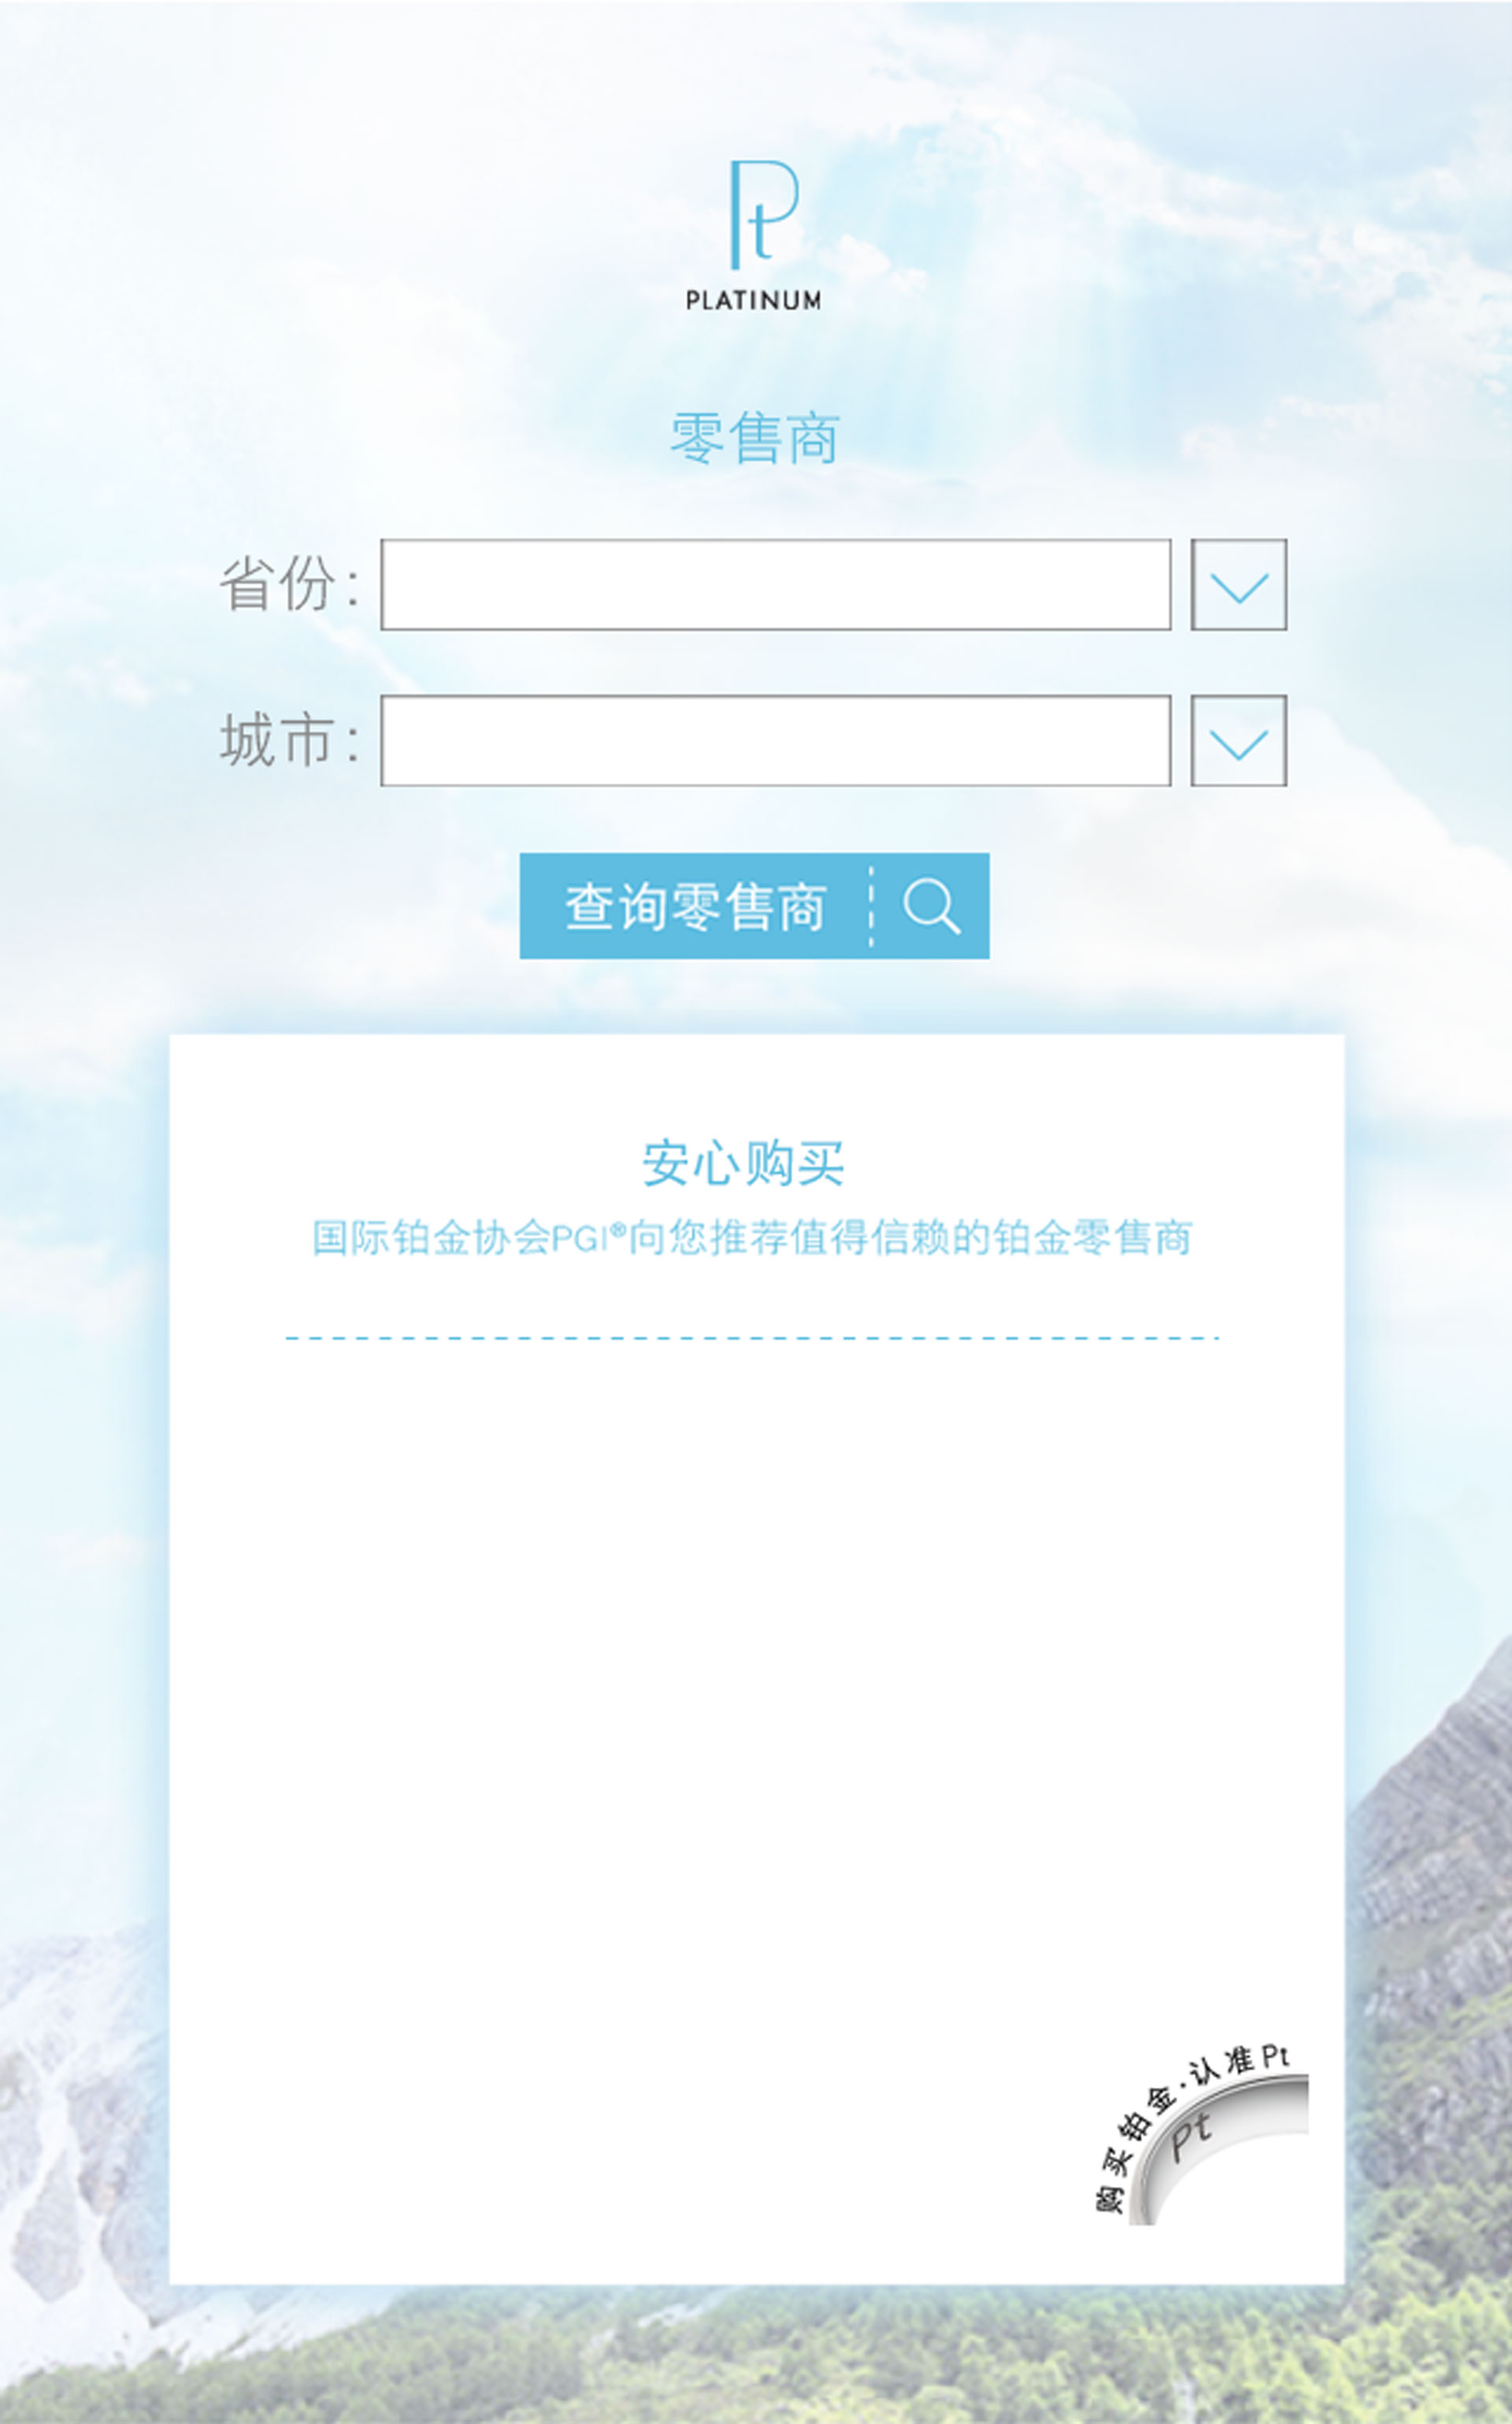 Pt
PLATINUM
零售商
省份：
城市：
查询零售商
安心购买
国际铂金协会PGI®向您推荐值得信赖的铂金零售商
购买铂金·认准Pt
Pt